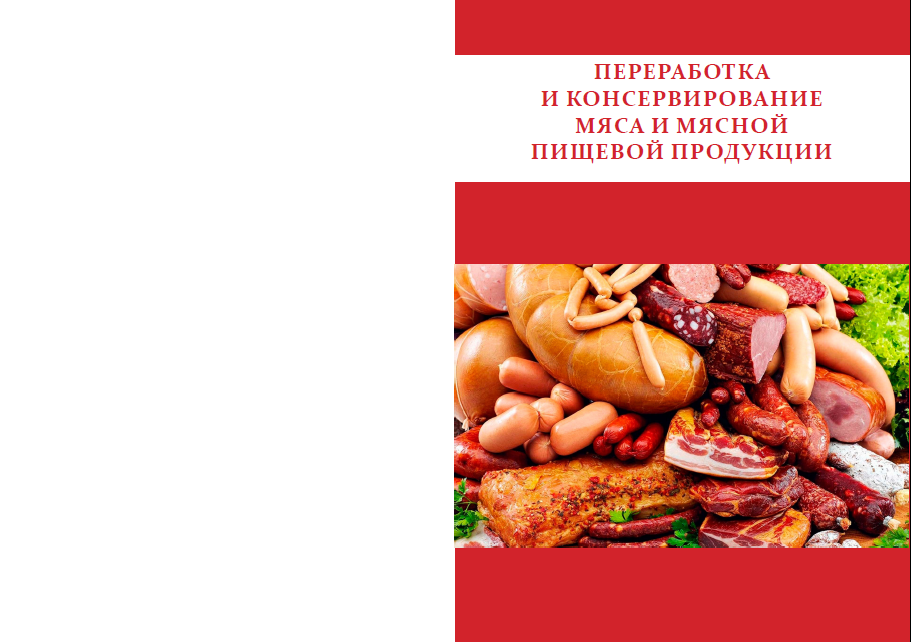 ПЕРЕРАБОТКА
И КОНСЕРВИРОВАНИЕ
МЯСА И МЯСНОЙ
ПИЩЕВОЙ ПРОДУКЦИИ